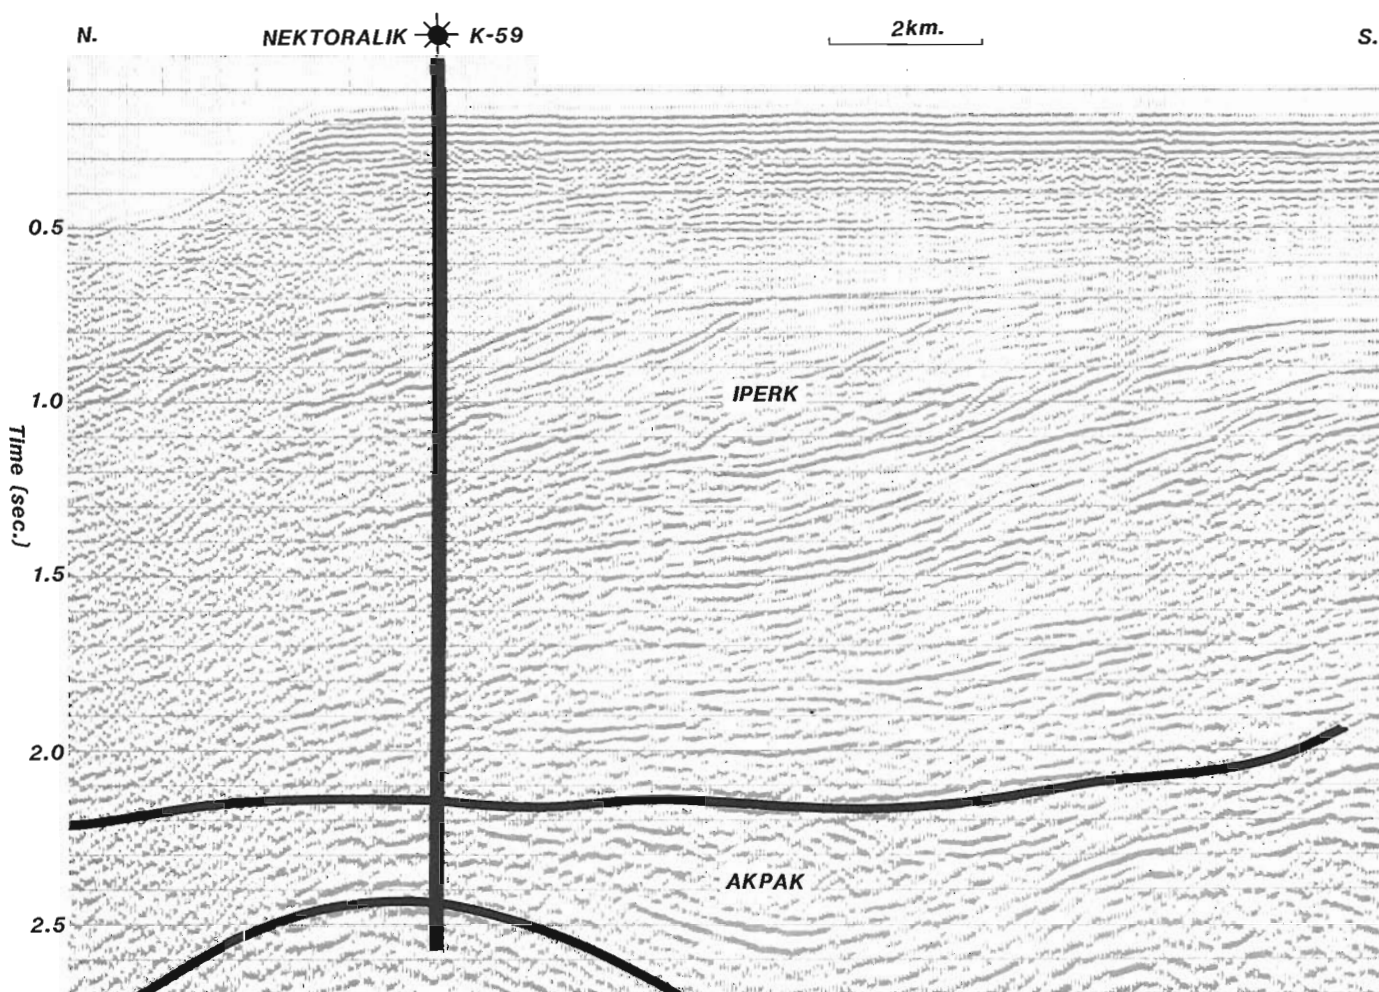 N. NEKTORALIK K-59 2km. S.
0.5
IPERK
1.0
Time (sec.)
1.5
2.0
AKPAK
2.5